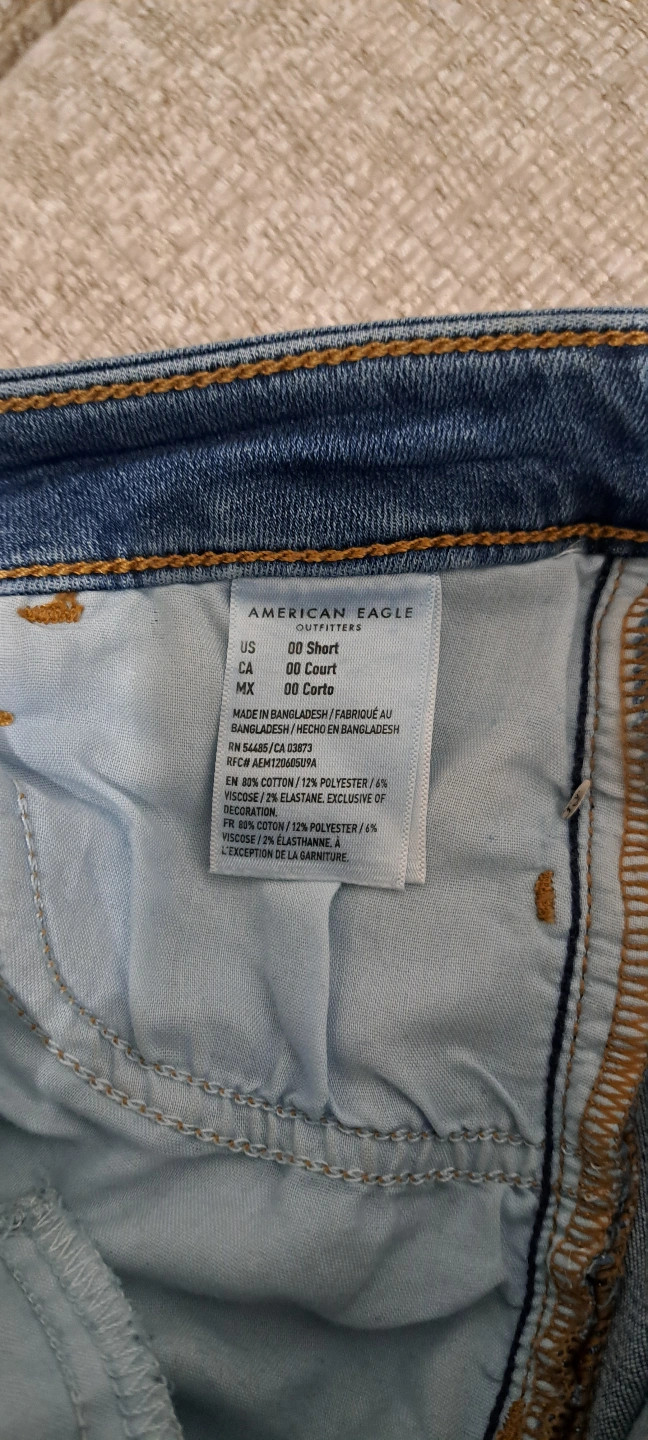 AMERICAN EAGLE
OUTFITTERS
US 00 Short
CA 00 Court
MX 00 Corto
MADE IN BANGLADESH / FABRIQUÉ AU
BANGLADESH / HECHO EN BANGLADESH
RN 54485/CA 03873
RFC# AEM120605U9A
EN 80% COTTON / 12% POLYESTER / 6%
VISCOSE / 2% ELASTANE. EXCLUSIVE OF
DECORATION.
FR 80% COTON / 12% POLYESTER / 6%
VISCOSE / 2% ÉLASTHANNE. À
L'EXCEPTION DE LA GARNITURE.